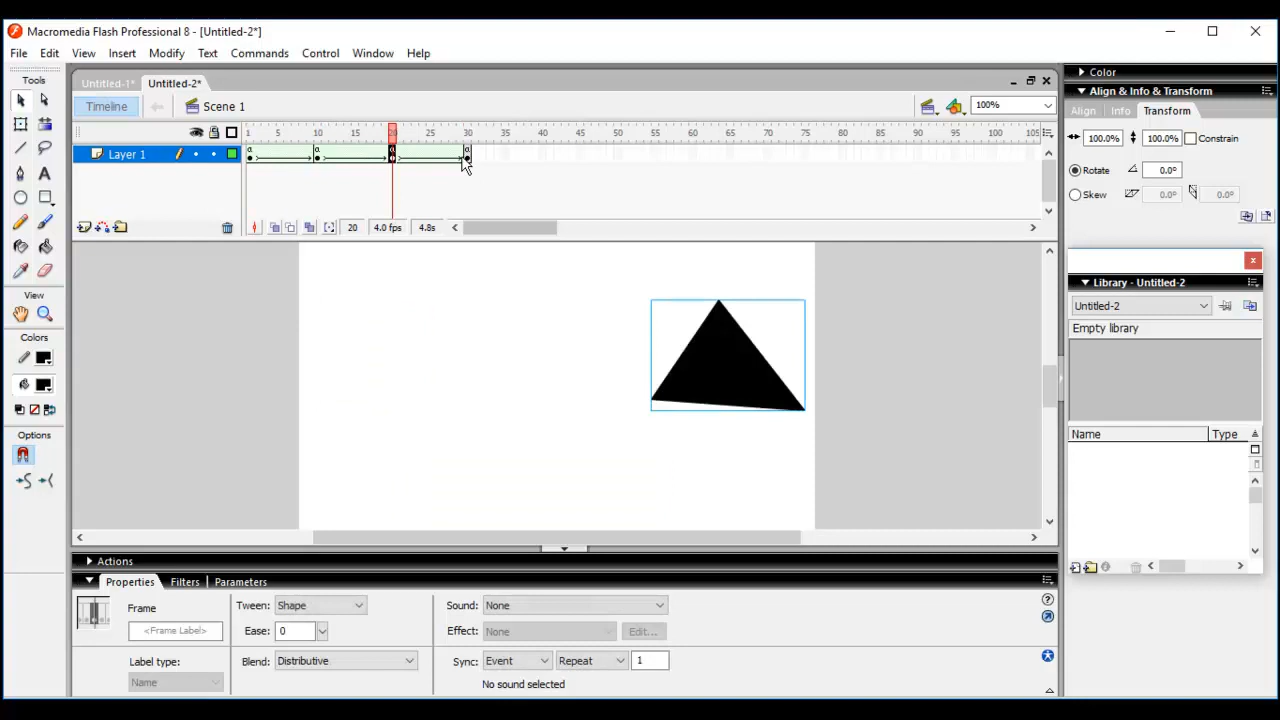 Macromedia Flash Professional 8 - [Untitled-2*]
File Edit View Insert Modify Text Commands Control Window Help
Tools
Untitled-1* Untitled-2*
Timeline Scene 1 100%
1 5 10 15 20 25 30 35 40 45 50 55 60 65 70 75 80 85 90 95 100 105
Layer 1
20 4.0 fps 4.8s
View
Colors
Options
Color
Align & Info & Transform
Align Info Transform
100.0% 100.0% Constrain
Rotate 0.0°
Skew 0.0° 0.0°
Library - Untitled-2
Untitled-2
Empty library
Name Type
Actions
Properties Filters Parameters
Frame Tween: Shape Sound: None
<Frame Label> Ease: 0 Effect: None Edit...
Label type: Blend: Distributive Sync: Event Repeat 1
Name No sound selected